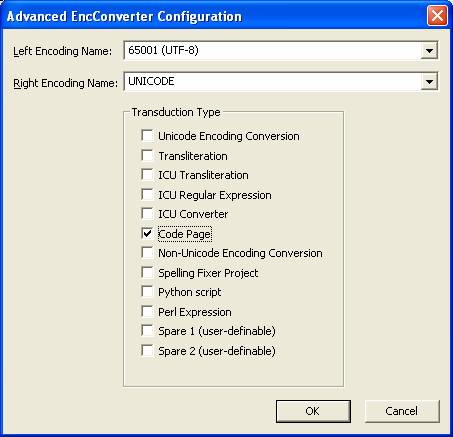 Advanced EncConverter Configuration
Left Encoding Name: 65001 (UTF-8)
Right Encoding Name: UNICODE
Transduction Type
Unicode Encoding Conversion
Transliteration
ICU Transliteration
ICU Regular Expression
ICU Converter
Code Page
Non-Unicode Encoding Conversion
Spelling Fixer Project
Python script
Perl Expression
Spare 1 (user-definable)
Spare 2 (user-definable)
OK Cancel